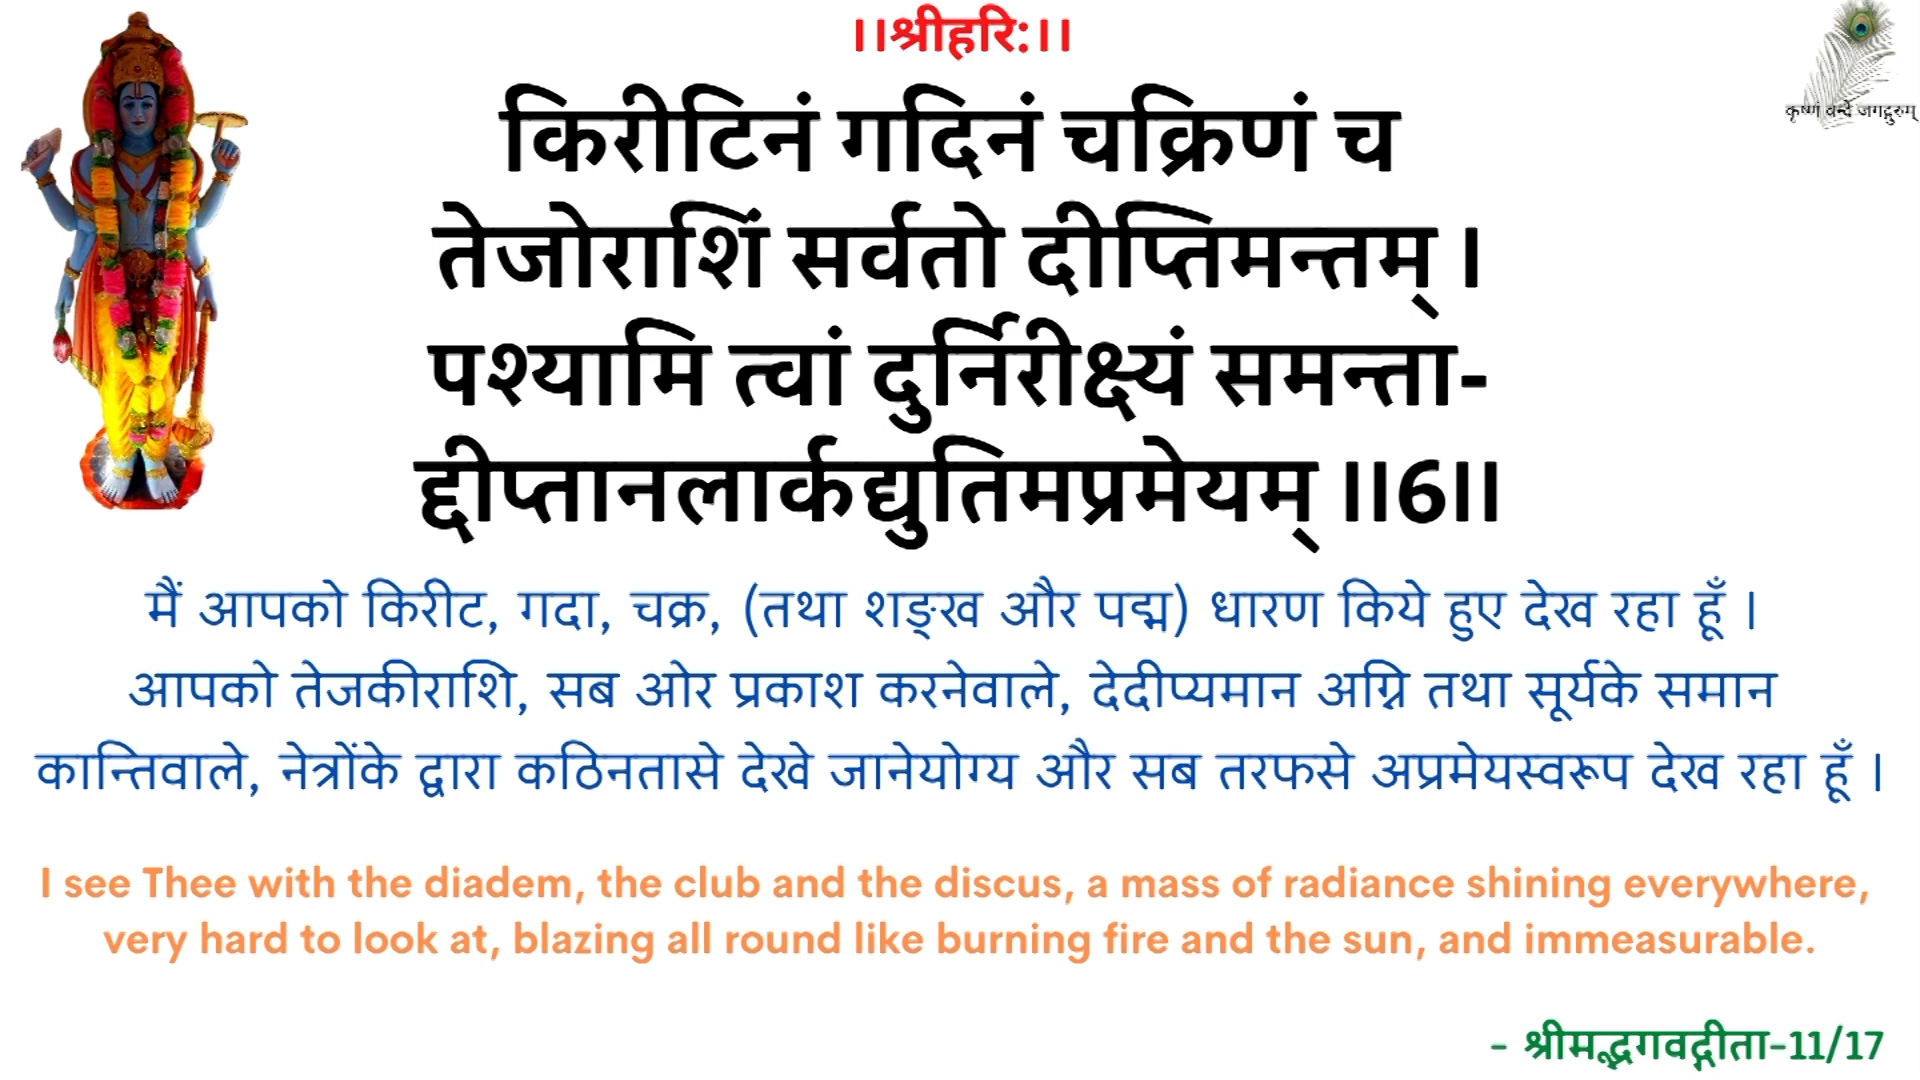 ।।श्रीहरि:।।
कृष्णं वन्दे जगद्गुरुम्
किरीटिनं गदिनं चक्रिणं च
तेजोराशिं सर्वतो दीप्तिमन्तम् ।
पश्यामि त्वां दुर्निरीक्ष्यं समन्ता-
द्दीप्तानलार्कद्युतिमप्रमेयम् ।।6।।
मैं आपको किरीट, गदा, चक्र, (तथा शङ्ख और पद्म) धारण किये हुए देख रहा हूँ ।
आपको तेजकीराशि, सब ओर प्रकाश करनेवाले, देदीप्यमान अग्नि तथा सूर्यके समान
कान्तिवाले, नेत्रोंके द्वारा कठिनतासे देखे जानेयोग्य और सब तरफसे अप्रमेयस्वरूप देख रहा हूँ ।
I see Thee with the diadem, the club and the discus, a mass of radiance shining everywhere,
very hard to look at, blazing all round like burning fire and the sun, and immeasurable.
- श्रीमद्भगवद्गीता-11/17